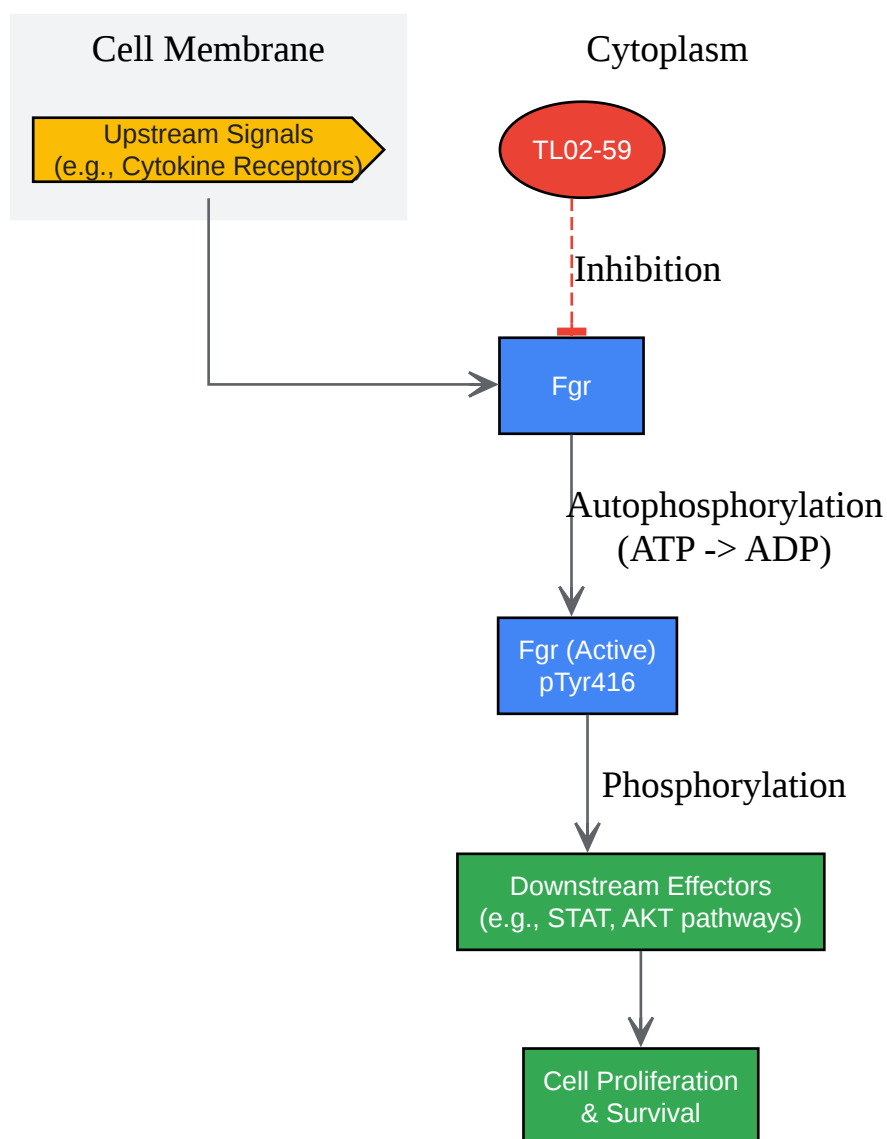 Cell Membrane
Cytoplasm
Upstream Signals
(e.g., Cytokine Receptors)
TL02-59
Inhibition
Fgr
Autophosphorylation
(ATP -> ADP)
Fgr (Active)
pTyr416
Phosphorylation
Downstream Effectors
(e.g., STAT, AKT pathways)
Cell Proliferation
& Survival